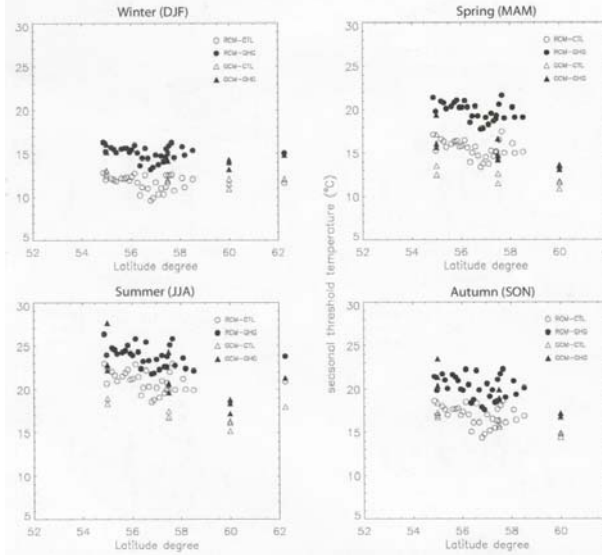 Winter (DJF)
30
25
20
15
10
5
52
54
56
58
60
62
Latitude degree
RCM-CTL
RCM-GHG
GCM-CTL
GCM-GHG
Spring (MAM)
30
25
20
15
10
5
52
54
56
58
60
Latitude degree
RCM-CTL
RCM-GHG
GCM-CTL
GCM-GHG
seasonal threshold temperature (°C)
Summer (JJA)
30
25
20
15
10
5
52
54
56
58
60
62
Latitude degree
RCM-CTL
RCM-GHG
GCM-CTL
GCM-GHG
Autumn (SON)
30
25
20
15
10
5
52
54
56
58
60
Latitude degree
RCM-CTL
RCM-GHG
GCM-CTL
GCM-GHG